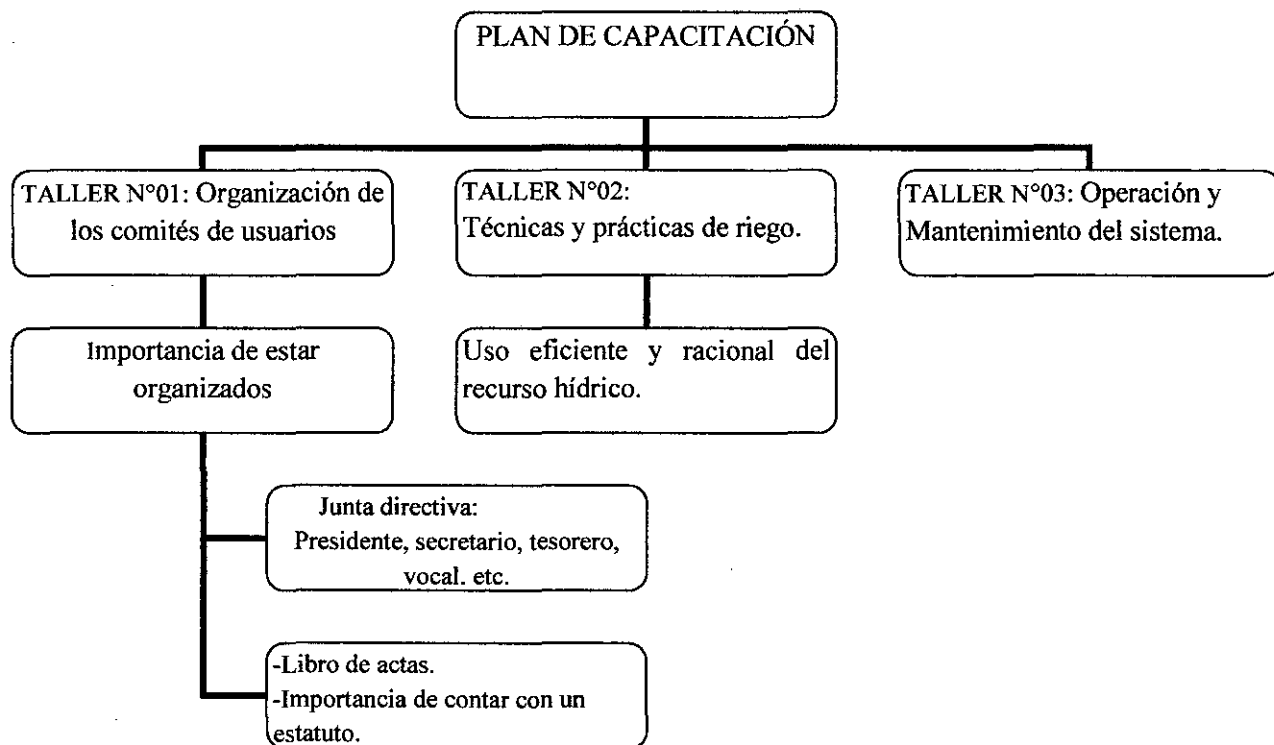 PLAN DE CAPACITACIÓN
TALLER N°01: Organización de
los comités de usuarios
TALLER N°02:
Técnicas y prácticas de riego.
TALLER N°03: Operación y
Mantenimiento del sistema.
Importancia de estar
organizados
Uso eficiente y racional del
recurso hídrico.
Junta directiva:
Presidente, secretario, tesorero,
vocal. etc.
-Libro de actas.
-Importancia de contar con un
estatuto.